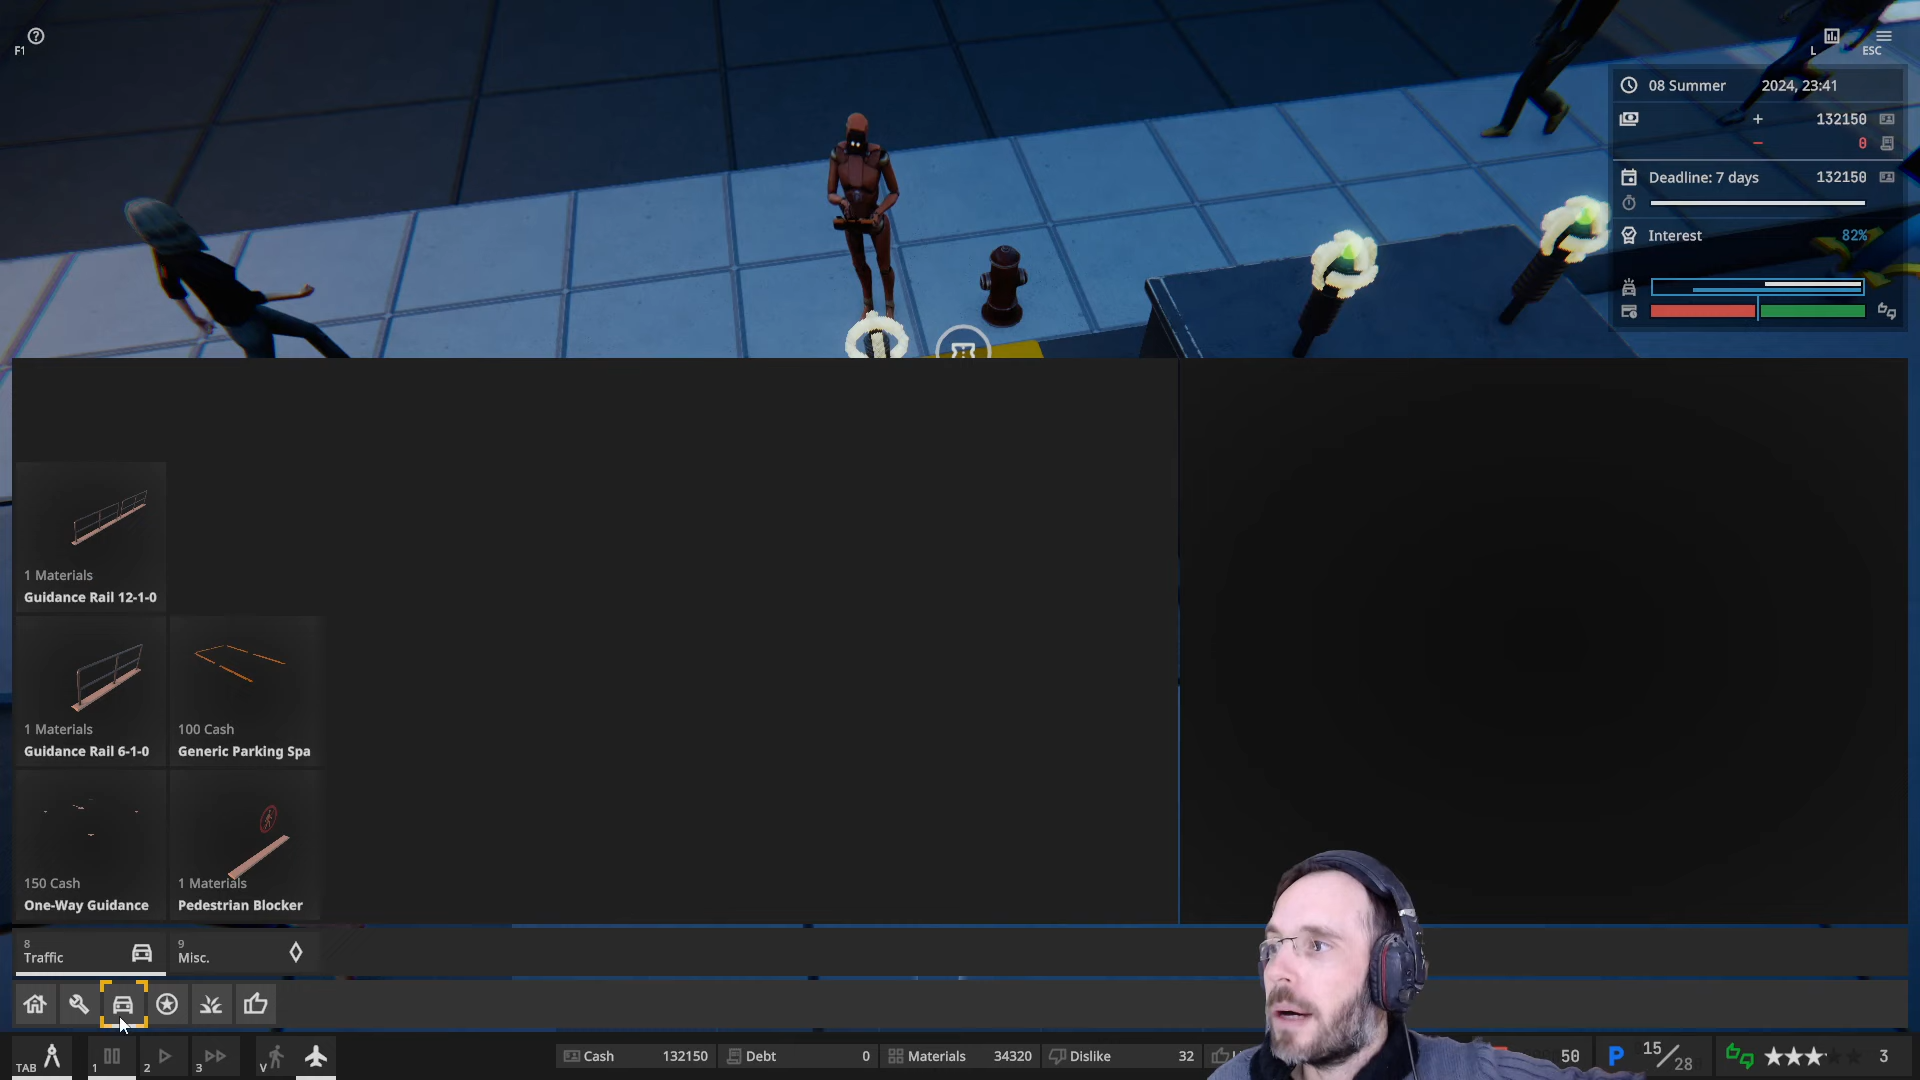 F1
L
ESC
08 Summer 2024, 23:41
+ 132150
− 0
Deadline: 7 days 132150
Interest 82%
1 Materials
Guidance Rail 12-1-0
1 Materials
Guidance Rail 6-1-0
100 Cash
Generic Parking Spa
150 Cash
One-Way Guidance
1 Materials
Pedestrian Blocker
8
Traffic
9
Misc.
TAB
1
2
3
V
Cash 132150
Debt 0
Materials 34320
Dislike 32
50
P 15/28
3